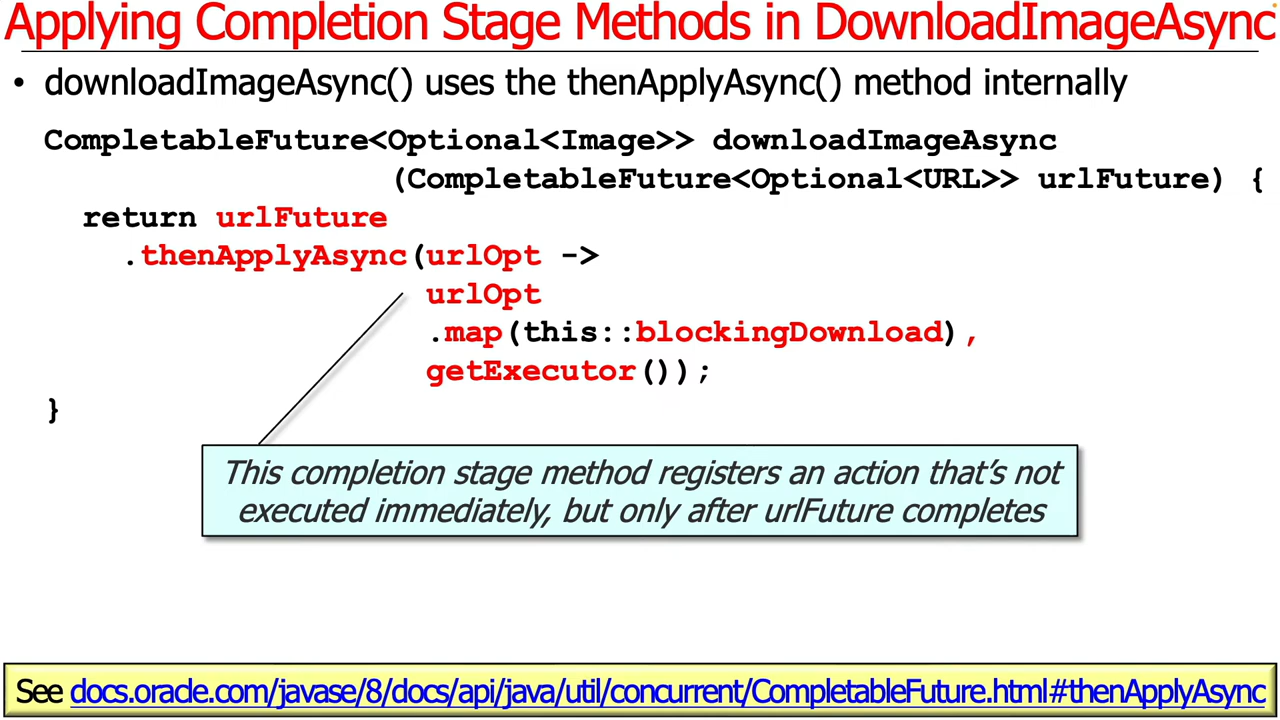 Applying Completion Stage Methods in DownloadImageAsync
• downloadImageAsync() uses the thenApplyAsync() method internally
CompletableFuture<Optional<Image>> downloadImageAsync
(CompletableFuture<Optional<URL>> urlFuture) {
return urlFuture
.thenApplyAsync(urlOpt ->
urlOpt
.map(this::blockingDownload),
getExecutor());
}
This completion stage method registers an action that’s not
executed immediately, but only after urlFuture completes
See docs.oracle.com/javase/8/docs/api/java/util/concurrent/CompletableFuture.html#thenApplyAsync